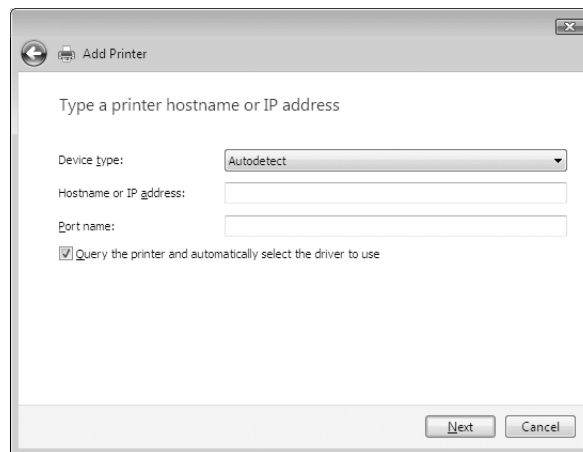 Add Printer
Type a printer hostname or IP address
Device type: Autodetect
Hostname or IP address:
Port name:
Query the printer and automatically select the driver to use
Next Cancel